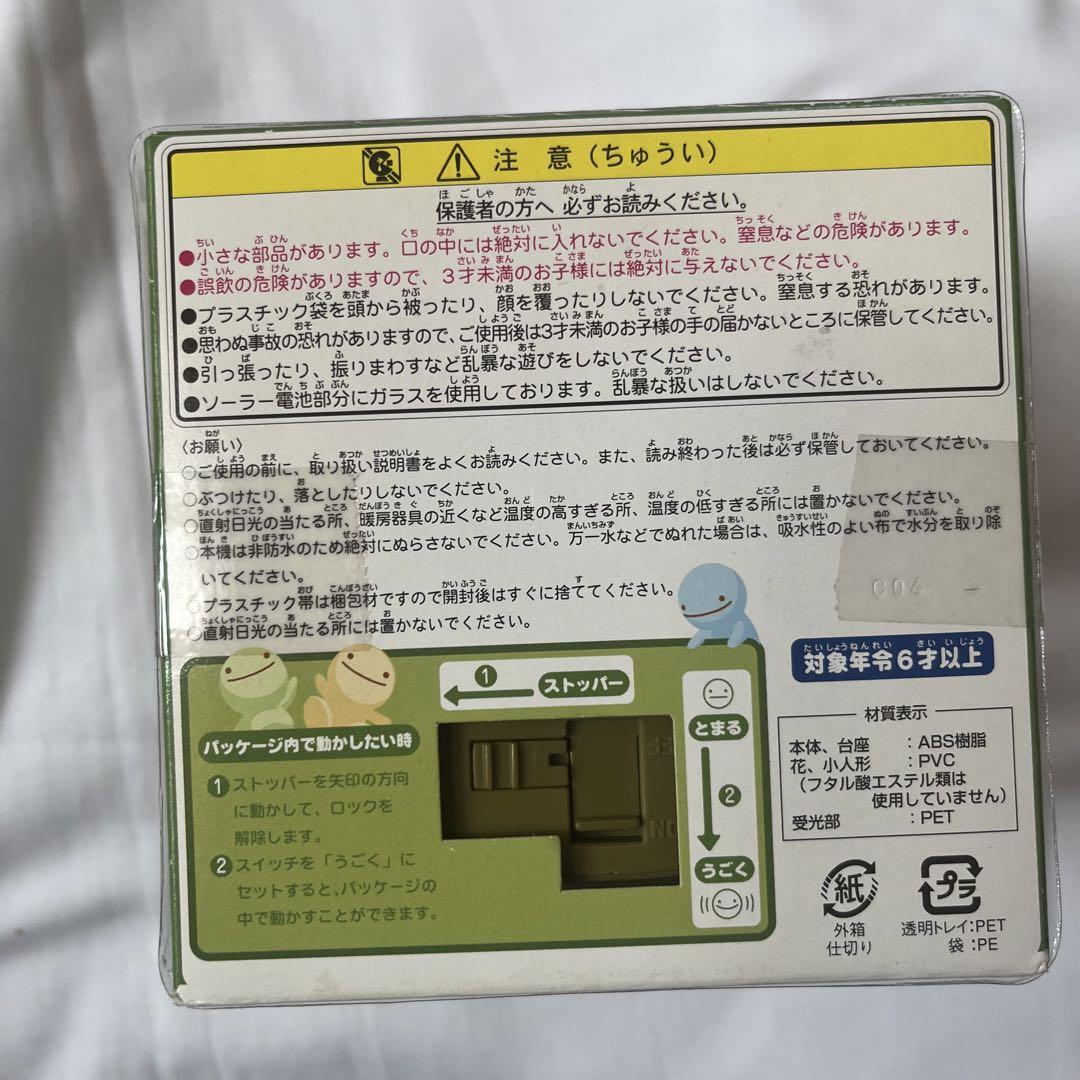 注 意(ちゅうい)
保護者の方へ 必ずお読みください。
●小さな部品があります。口の中には絶対に入れないでください。窒息などの危険があります。
●誤飲の危険がありますので、3才未満のお子様には絶対に与えないでください。
●プラスチック袋を頭から被ったり、顔を覆ったりしないでください。窒息する恐れがあります。
●思わぬ事故の恐れがありますので、ご使用後は3才未満のお子様の手の届かないところに保管してください。
●引っ張ったり、振りまわすなど乱暴な遊びをしないでください。
●ソーラー電池部分にガラスを使用しております。乱暴な扱いはしないでください。
〈お願い〉
○ご使用の前に、取り扱い説明書をよくお読みください。また、読み終わった後は必ず保管しておいてください。
○ぶつけたり、落としたりしないでください。
○直射日光の当たる所、暖房器具の近くなど温度の高すぎる所、温度の低すぎる所には置かないでください。
○本機は非防水のため絶対にぬらさないでください。万一水などでぬれた場合は、吸水性のよい布で水分を取り除
いてください。
○プラスチック帯は梱包材ですので開封後はすぐに捨ててください。
○直射日光の当たる所には置かないでください。
C04 –
対象年令6才以上
パッケージ内で動かしたい時
1 ストッパーを矢印の方向
に動かして、ロックを
解除します。
2 スイッチを「うごく」に
セットすると、パッケージの
中で動かすことができます。
1 ストッパー
とまる
2
うごく
ON
材質表示
本体、台座 :ABS樹脂
花、小人形 :PVC
(フタル酸エステル類は
使用していません)
受光部 :PET
紙
外箱
仕切り
プラ
透明トレイ:PET
袋:PE